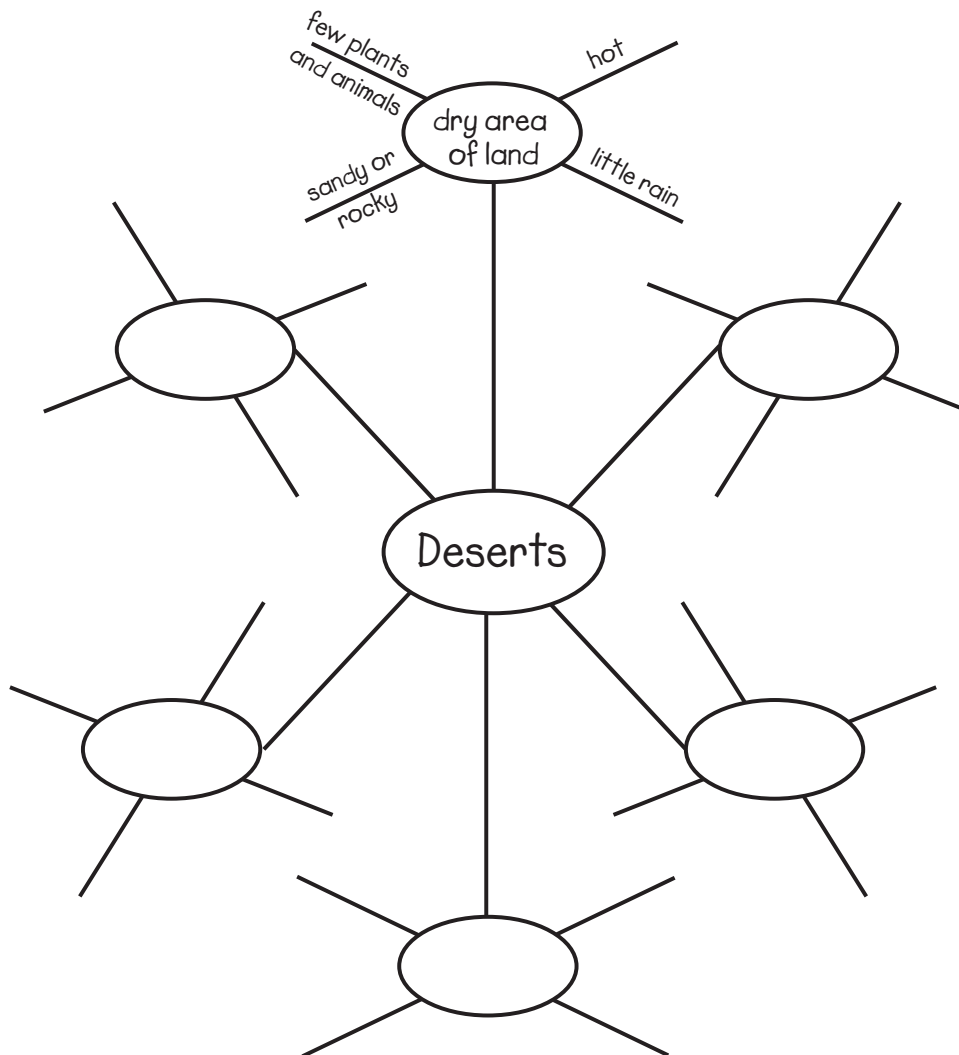 few plants
and animals
hot
dry area
of land
sandy or
rocky
little rain
Deserts